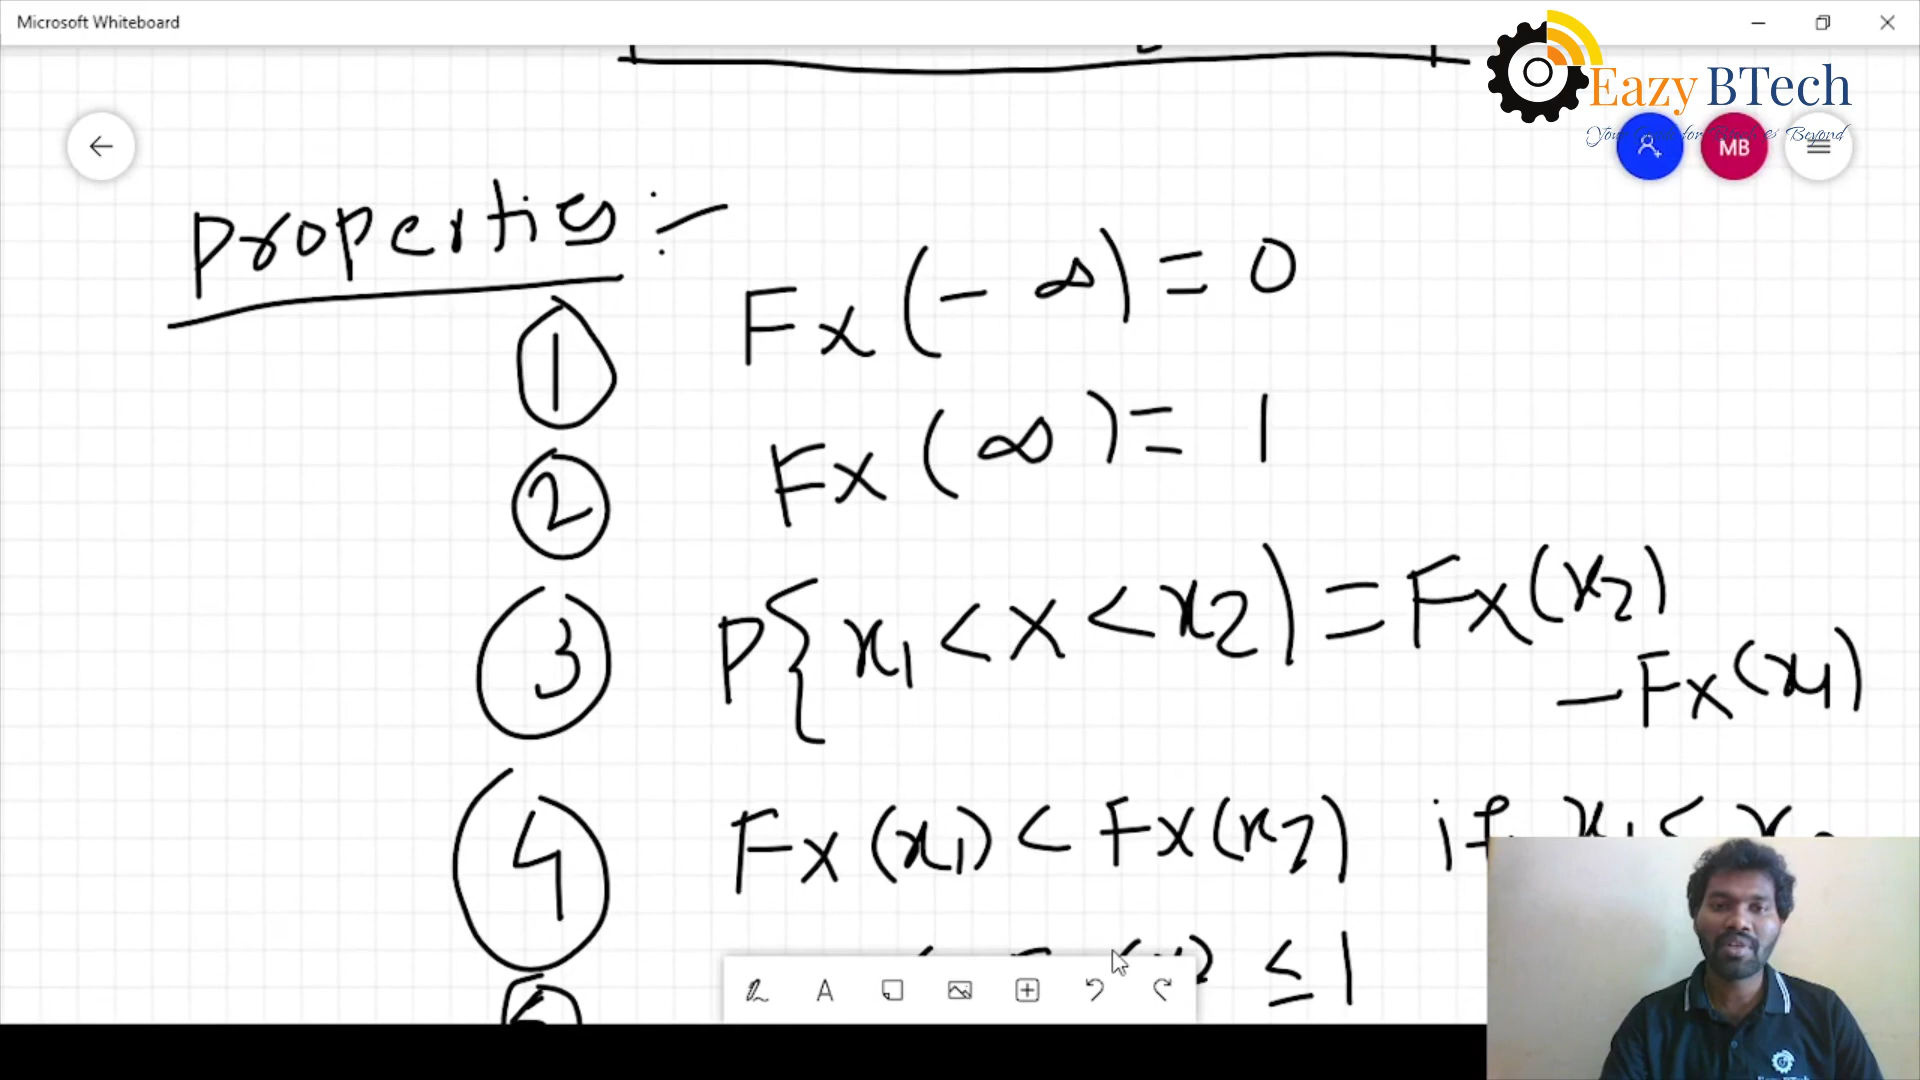 Microsoft Whiteboard
Eazy BTech
MB
Properties :-
1 Fx (- ∞) = 0
2 Fx (∞) = 1
3 P{ x1 < X < x2) = Fx(x2)
- Fx(x1)
4 Fx(x1) < Fx(x2) if x1 <
≤ 1